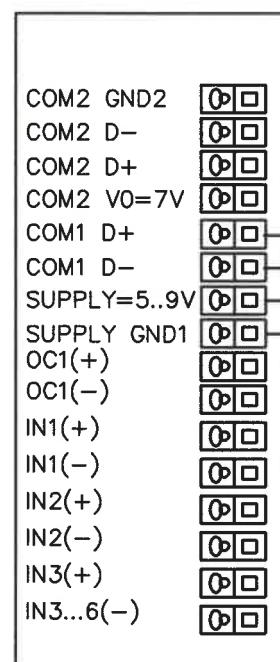 COM2 GND2
COM2 D−
COM2 D+
COM2 V0=7V
COM1 D+
COM1 D−
SUPPLY=5..9V
SUPPLY GND1
OC1(+)
OC1(−)
IN1(+)
IN1(−)
IN2(+)
IN2(−)
IN3(+)
IN3...6(−)